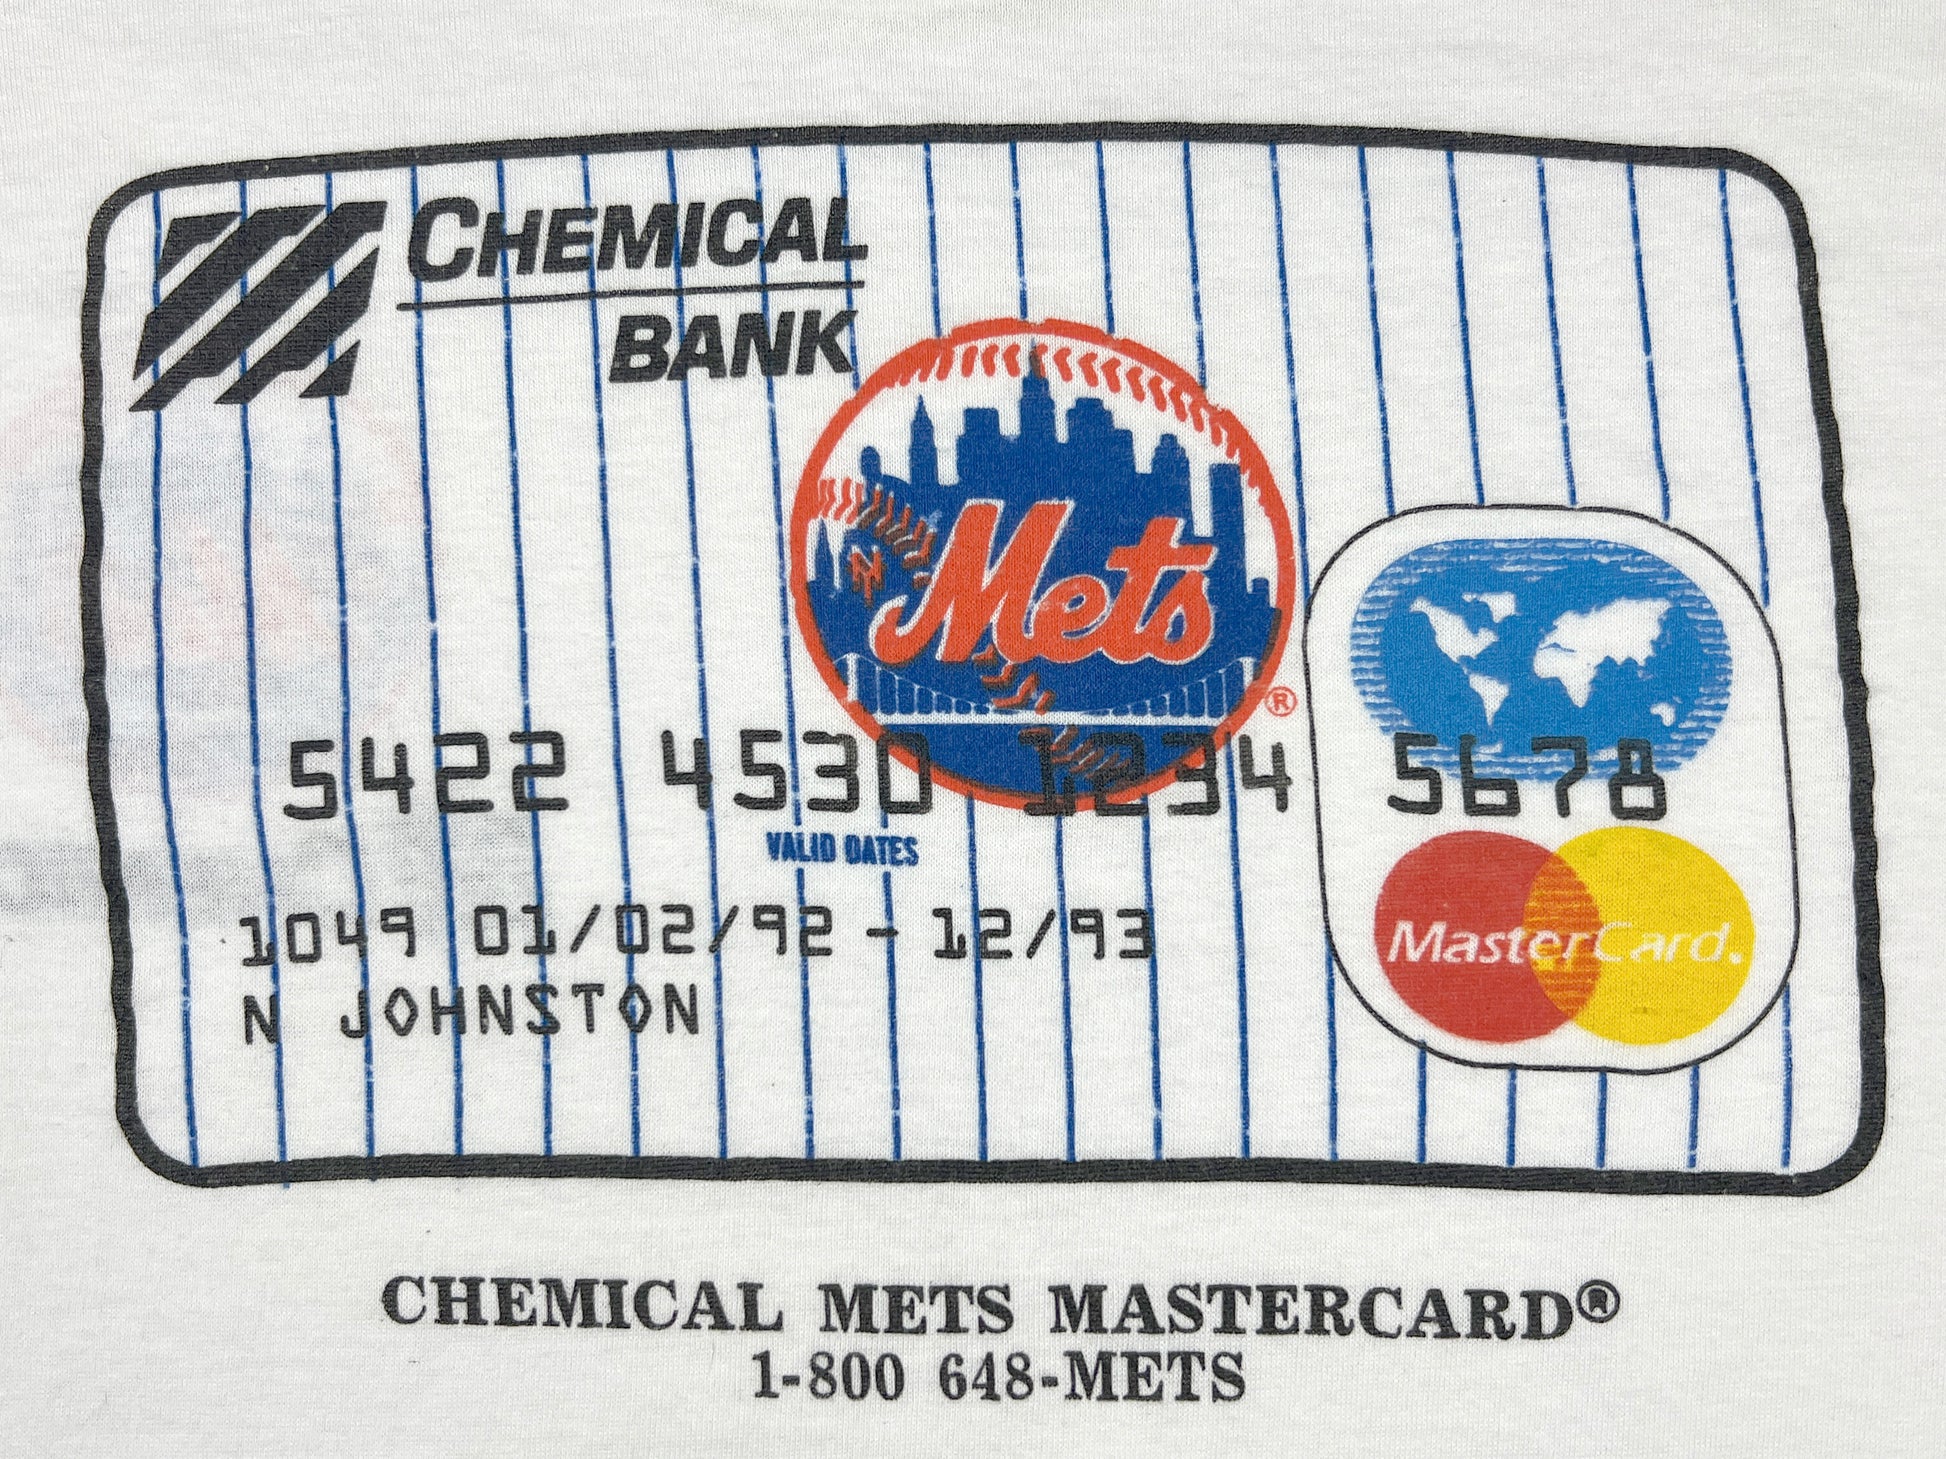 CHEMICAL
BANK
NY
Mets
®
5422 4530 1234 5678
VALID DATES
1049 01/02/92 - 12/93
N JOHNSTON
MasterCard.
CHEMICAL METS MASTERCARD®
1-800 648-METS